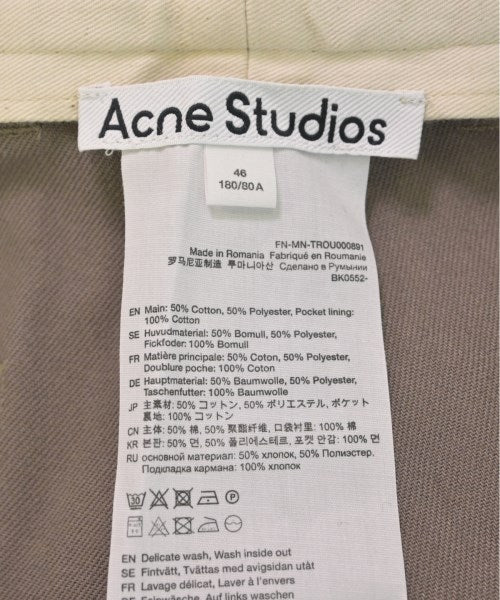 Acne Studios
46
180/80A
FN-MN-TROU000891
Made in Romania Fabriqué en Roumanie
罗马尼亚制造 루마니아산 Сделано в Румынии
BK0552-
EN Main: 50% Cotton, 50% Polyester, Pocket lining:
100% Cotton
SE Huvudmaterial: 50% Bomull, 50% Polyester,
Fickfoder: 100% Bomull
FR Matière principale: 50% Coton, 50% Polyester,
Doublure poche: 100% Coton
DE Hauptmaterial: 50% Baumwolle, 50% Polyester,
Taschenfutter: 100% Baumwolle
JP 主素材: 50% コットン, 50% ポリエステル, ポケット
裏地: 100% コットン
CN 主体: 50% 棉, 50% 聚酯纤维, 口袋衬里: 100% 棉
KR 본판: 50% 면, 50% 폴리에스테르, 포켓 안감: 100% 면
RU основной материал: 50% хлопок, 50% Полиэстер.
Подкладка кармана: 100% хлопок
30
P
EN Delicate wash, Wash inside out
SE Fintvätt, Tvättas med avigsidan utåt
FR Lavage délicat, Laver à l'envers
DE Feinwäsche, Auf links waschen